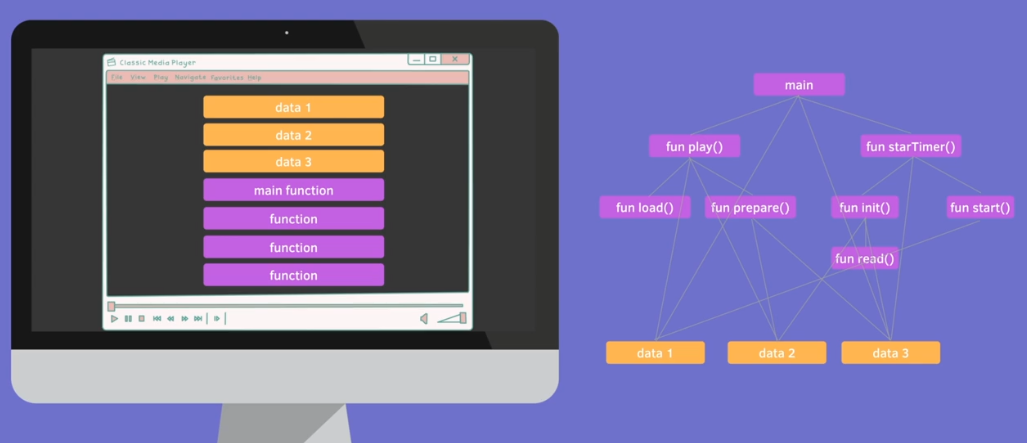 Classic Media Player
File View Play Navigate Favorites Help
data 1
data 2
data 3
main function
function
function
function
main
fun play()
fun starTimer()
fun load()
fun prepare()
fun init()
fun start()
fun read()
data 1
data 2
data 3